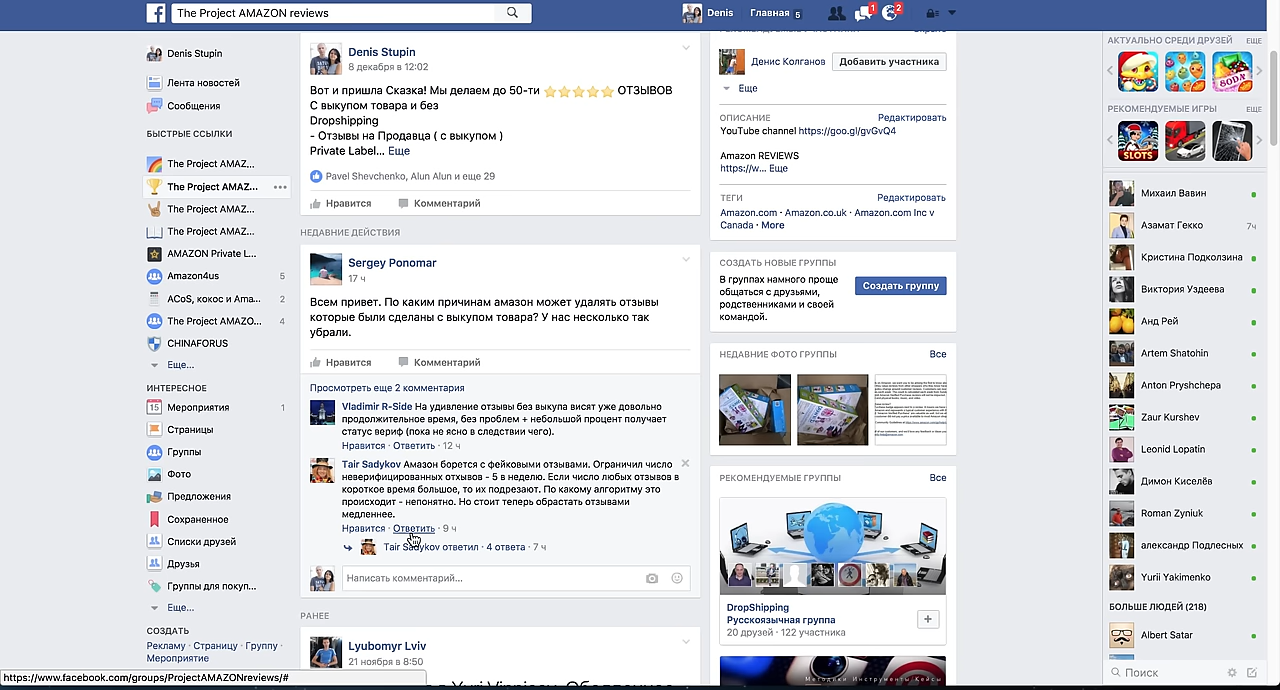 The Project AMAZON reviews
Denis
Главная 5
1
2
Denis Stupin
Лента новостей
Сообщения
БЫСТРЫЕ ССЫЛКИ
The Project AMAZ...
The Project AMAZ...
The Project AMAZ...
The Project AMAZ...
AMAZON Private L...
Amazon4us 5
ACoS, кокос и Ama... 2
The Project AMAZO... 4
CHINAFORUS
Еще...
ИНТЕРЕСНОЕ
Мероприятия 1
Страницы
Группы
Фото
Предложения
Сохраненное
Списки друзей
Друзья
Группы для покуп...
Еще...
СОЗДАТЬ
Рекламу · Страницу · Группу ·
Мероприятие
https://www.facebook.com/groups/ProjectAMAZONreviews/#
Denis Stupin
8 декабря в 12:02
Вот и пришла Сказка! Мы делаем до 50-ти ⭐⭐⭐⭐⭐ ОТЗЫВОВ
С выкупом товара и без
Dropshipping
- Отзывы на Продавца ( с выкупом )
Private Label... Еще
Pavel Shevchenko, Alun Alun и еще 29
Нравится Комментарий
НЕДАВНИЕ ДЕЙСТВИЯ
Sergey Pommar
17 ч
Всем привет. По каким причинам амазон может удалять отзывы
которые были сделаны с выкупом товара? У нас несколько так
убрали.
Нравится Комментарий
Просмотреть еще 2 комментария
Vladimir R-Sido На удивление отзывы без выкупа висят уже довольно
продолжительное время, без проблем + небольшой процент получает
статус вериф (пока не ясно в следствии чего).
Нравится · Ответить · 12 ч
Tair Sadykov Амазон борется с фейковыми отзывами. Ограничил число
неверифицированных отхывов - 5 в неделю. Если число любых отзывов в
короткое время большое, то их подрезают. По какому алгоритму это
происходит - непонятно. Но стоит теперь обрастать отзывами
медленнее.
Нравится · Ответить · 9 ч
Tair Sadykov ответил · 4 ответа · 7 ч
Написать комментарий...
РАНЕЕ
Lyubomyr Lviv
21 ноября в 8:50
Денис Колганов
Добавить участника
Еще
ОПИСАНИЕ Редактировать
YouTube channel https://goo.gl/gvGvQ4
Amazon REVIEWS
https://w... Еще
ТЕГИ Редактировать
Amazon.com · Amazon.co.uk · Amazon.com Inc v
Canada · More
СОЗДАТЬ НОВЫЕ ГРУППЫ
В группах намного проще
общаться с друзьями,
родственниками и своей
командой.
Создать группу
НЕДАВНИЕ ФОТО ГРУППЫ Все
РЕКОМЕНДУЕМЫЕ ГРУППЫ Все
DropShipping
Русскоязычная группа
20 друзей · 122 участника
Методики Инструменты/Кейсы
АКТУАЛЬНО СРЕДИ ДРУЗЕЙ ЕЩЕ
SODA
РЕКОМЕНДУЕМЫЕ ИГРЫ ЕЩЕ
SLOTS
Михаил Вавин
Азамат Гекко 7ч
Кристина Подколзина
Виктория Уздеева
Анд Рей
Artem Shatohin
Anton Pryshchepa
Zaur Kurshev
Leonid Lopatin
Димон Киселёв
Roman Zyniuk
александр Подлесных
Yurii Yakimenko
БОЛЬШЕ ЛЮДЕЙ (218)
Albert Satar
Поиск